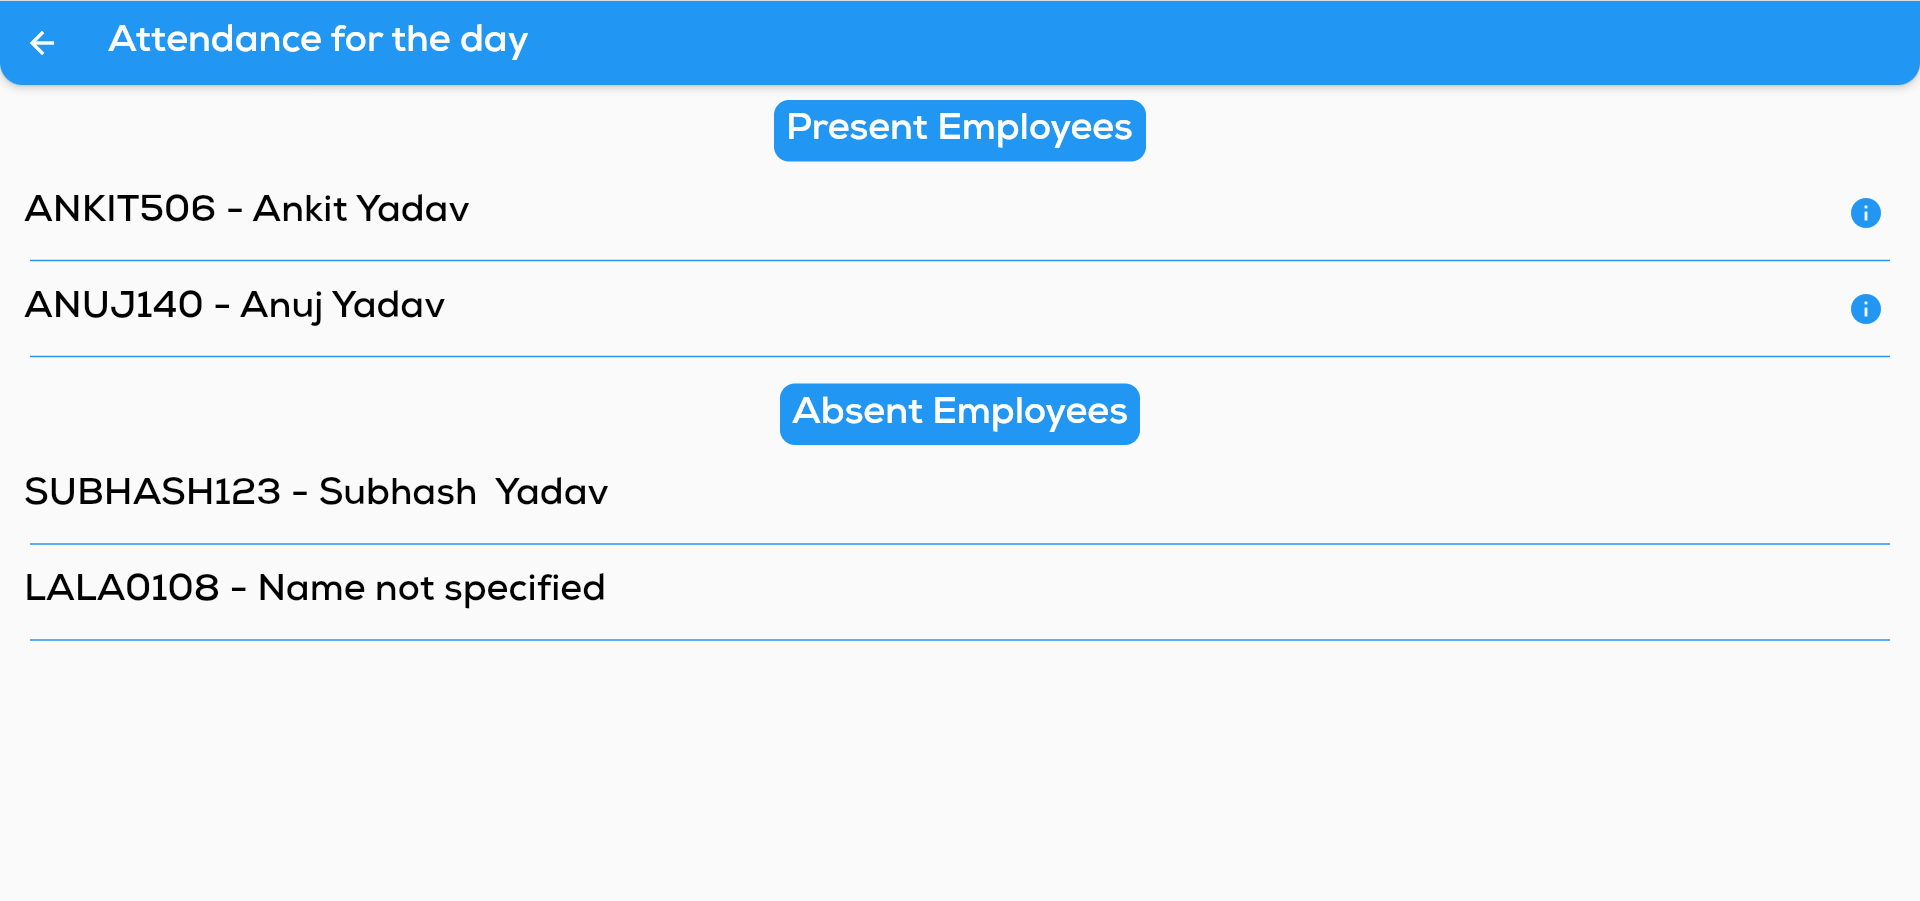 Attendance for the day
Present Employees
ANKIT506 - Ankit Yadav
ANUJ140 - Anuj Yadav
Absent Employees
SUBHASH123 - Subhash  Yadav
LALA0108 - Name not specified